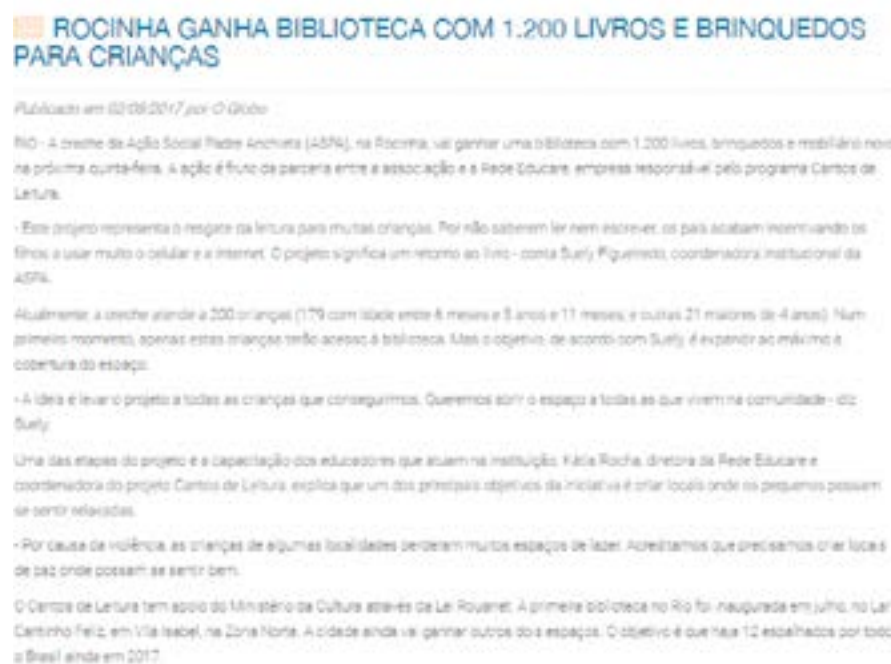 ROCINHA GANHA BIBLIOTECA COM 1.200 LIVROS E BRINQUEDOS
PARA CRIANÇAS
Publicado em 02/08/2017 por O Globo
RIO - A creche da Ação Social Padre Anchieta (ASPA), na Rocinha, vai ganhar uma biblioteca com 1.200 livros, brinquedos e mobiliário novo
na próxima quinta-feira. A ação é fruto da parceria entre a associação e a Rede Educare, empresa responsável pelo programa Cantos de
Leitura.
- Este projeto representa o resgate da leitura para muitas crianças. Por não saberem ler nem escrever, os pais acabam incentivando os
filhos a usar muito o celular e a internet. O projeto significa um retorno ao livro - conta Suely Figueiredo, coordenadora institucional da
ASPA.
Atualmente, a creche atende a 200 crianças (179 com idade entre 6 meses e 3 anos e 11 meses; e outras 21 maiores de 4 anos). Num
primeiro momento, apenas estas crianças terão acesso à biblioteca. Mas o objetivo, de acordo com Suely, é expandir ao máximo a
cobertura do espaço:
- A ideia é levar o projeto a todas as crianças que conseguirmos. Queremos abrir o espaço a todas as que vivem na comunidade - diz
Suely.
Uma das etapas do projeto é a capacitação dos educadores que atuam na instituição. Kátia Rocha, diretora da Rede Educare e
coordenadora do projeto Cantos de Leitura, explica que um dos principais objetivos da iniciativa é criar locais onde os pequenos possam
se sentir relaxados.
- Por causa da violência, as crianças de algumas localidades perderam muitos espaços de lazer. Acreditamos que precisamos criar locais
de paz onde possam se sentir bem.
O Cantos de Leitura tem apoio do Ministério da Cultura através da Lei Rouanet. A primeira biblioteca no Rio foi inaugurada em julho, no Lar
Cantinho Feliz, em Vila Isabel, na Zona Norte. A cidade ainda vai ganhar outros dois espaços. O objetivo é que haja 12 espalhados por todo
o Brasil ainda em 2017.